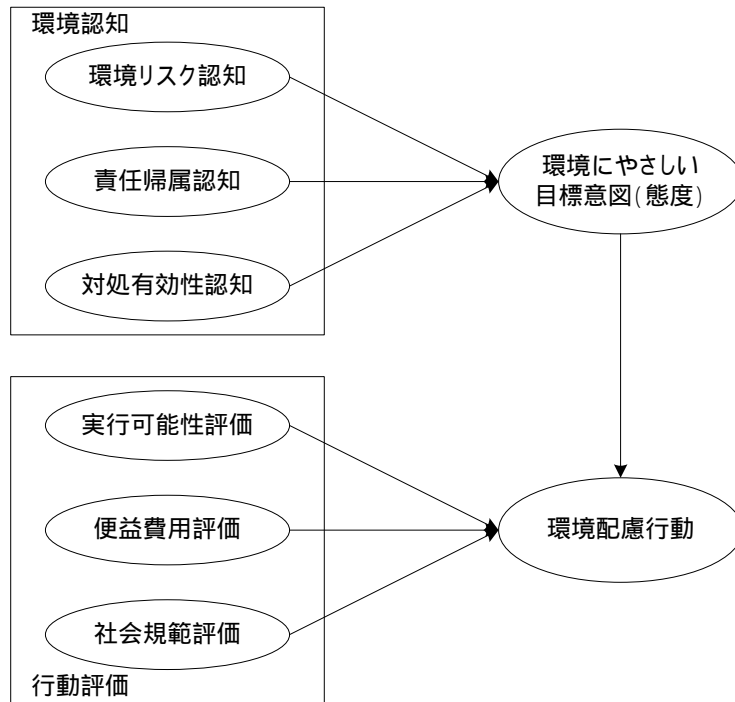 環境認知
環境リスク認知
責任帰属認知
対処有効性認知
環境にやさしい
目標意図(態度)
実行可能性評価
便益費用評価
社会規範評価
行動評価
環境配慮行動